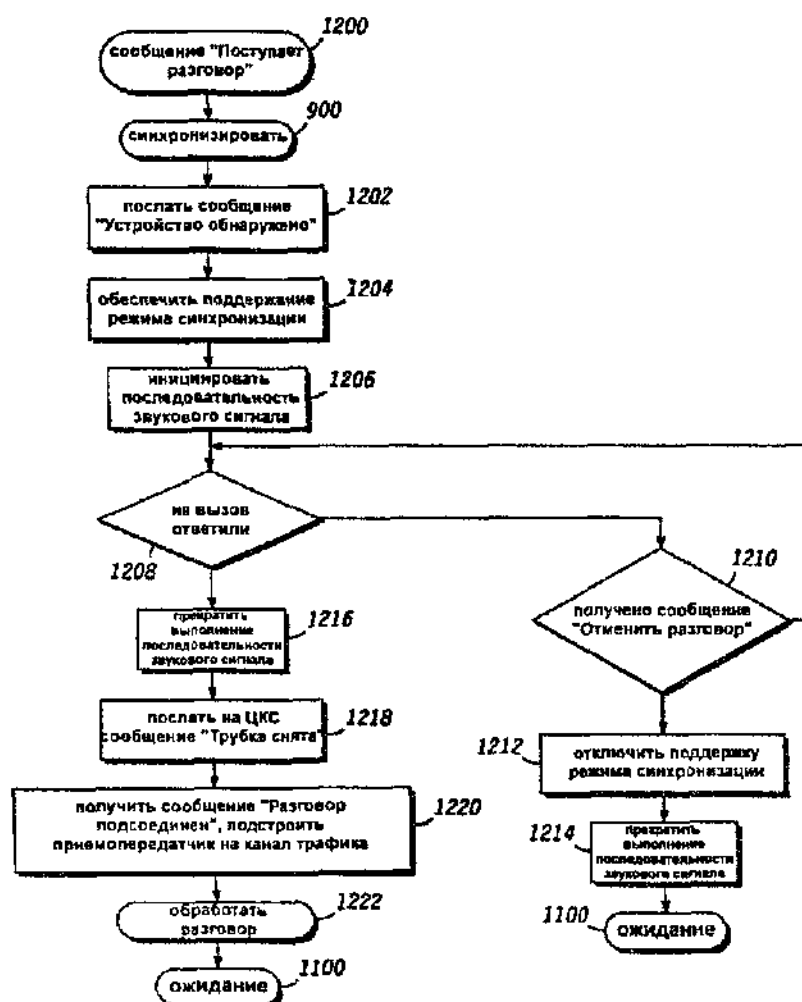 1200
сообщение "Поступает
разговор"
900
синхронизировать
1202
послать сообщение
"Устройство обнаружено"
1204
обеспечить поддержание
режима синхронизации
1206
инициировать
последовательность
звукового сигнала
на вызов
ответили
1208
1210
получено сообщение
"Отменить разговор"
1216
прекратить
выполнение
последовательности
звукового сигнала
1218
послать на ЦКС
сообщение "Трубка снята"
1212
отключить поддержку
режима синхронизации
1220
получить сообщение "Разговор
подсоединен", подстроить
приемопередатчик на канал трафика
1214
прекратить
выполнение
последовательности
звукового сигнала
1222
обработать
разговор
1100
ожидание
1100
ожидание